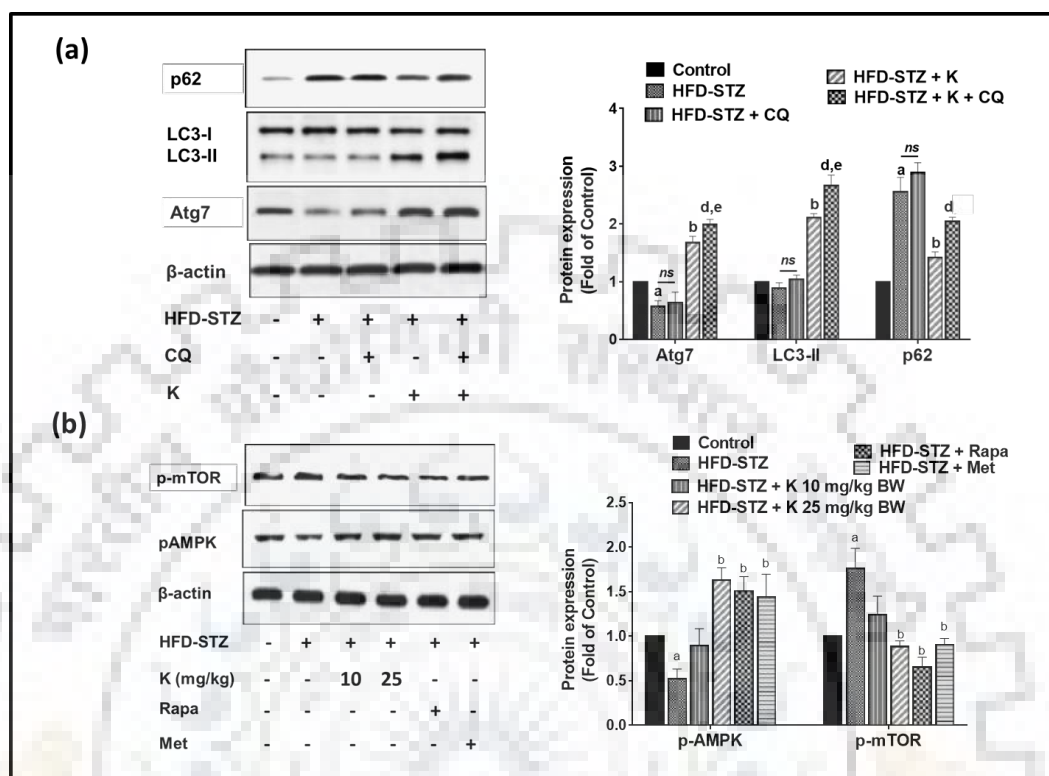 (a)
p62
LC3-I
LC3-II
Atg7
β-actin
HFD-STZ - + + + +
CQ - - + - +
K - - - + +
Control
HFD-STZ
HFD-STZ + CQ
HFD-STZ + K
HFD-STZ + K + CQ
Protein expression
(Fold of Control)
4
3
2
1
0
a ns b d,e
ns b d,e
a ns b d
Atg7 LC3-II p62
(b)
p-mTOR
pAMPK
β-actin
HFD-STZ - + + + + +
K (mg/kg) - - 10 25 - -
Rapa - - - - + -
Met - - - - - +
Control
HFD-STZ
HFD-STZ + K 10 mg/kg BW
HFD-STZ + K 25 mg/kg BW
HFD-STZ + Rapa
HFD-STZ + Met
Protein expression
(Fold of Control)
2.5
2.0
1.5
1.0
0.5
0.0
a b b b
a b b b
p-AMPK p-mTOR